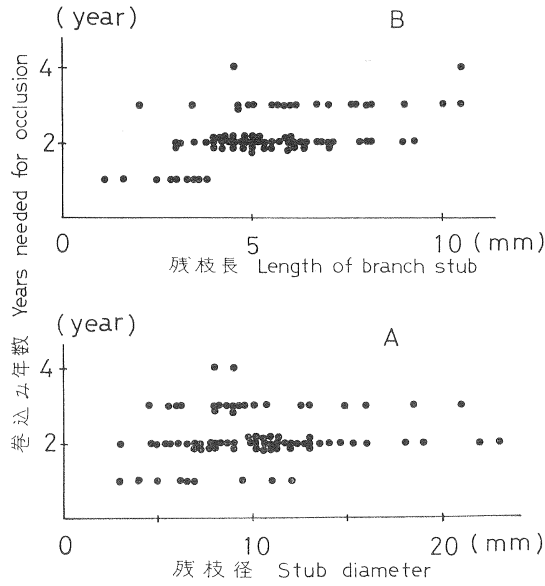 (year)
B
4
2
0 5 10 (mm)
残枝長 Length of branch stub
巻込み年数 Years needed for occlusion
(year)
A
4
2
0 10 20 (mm)
残枝径 Stub diameter